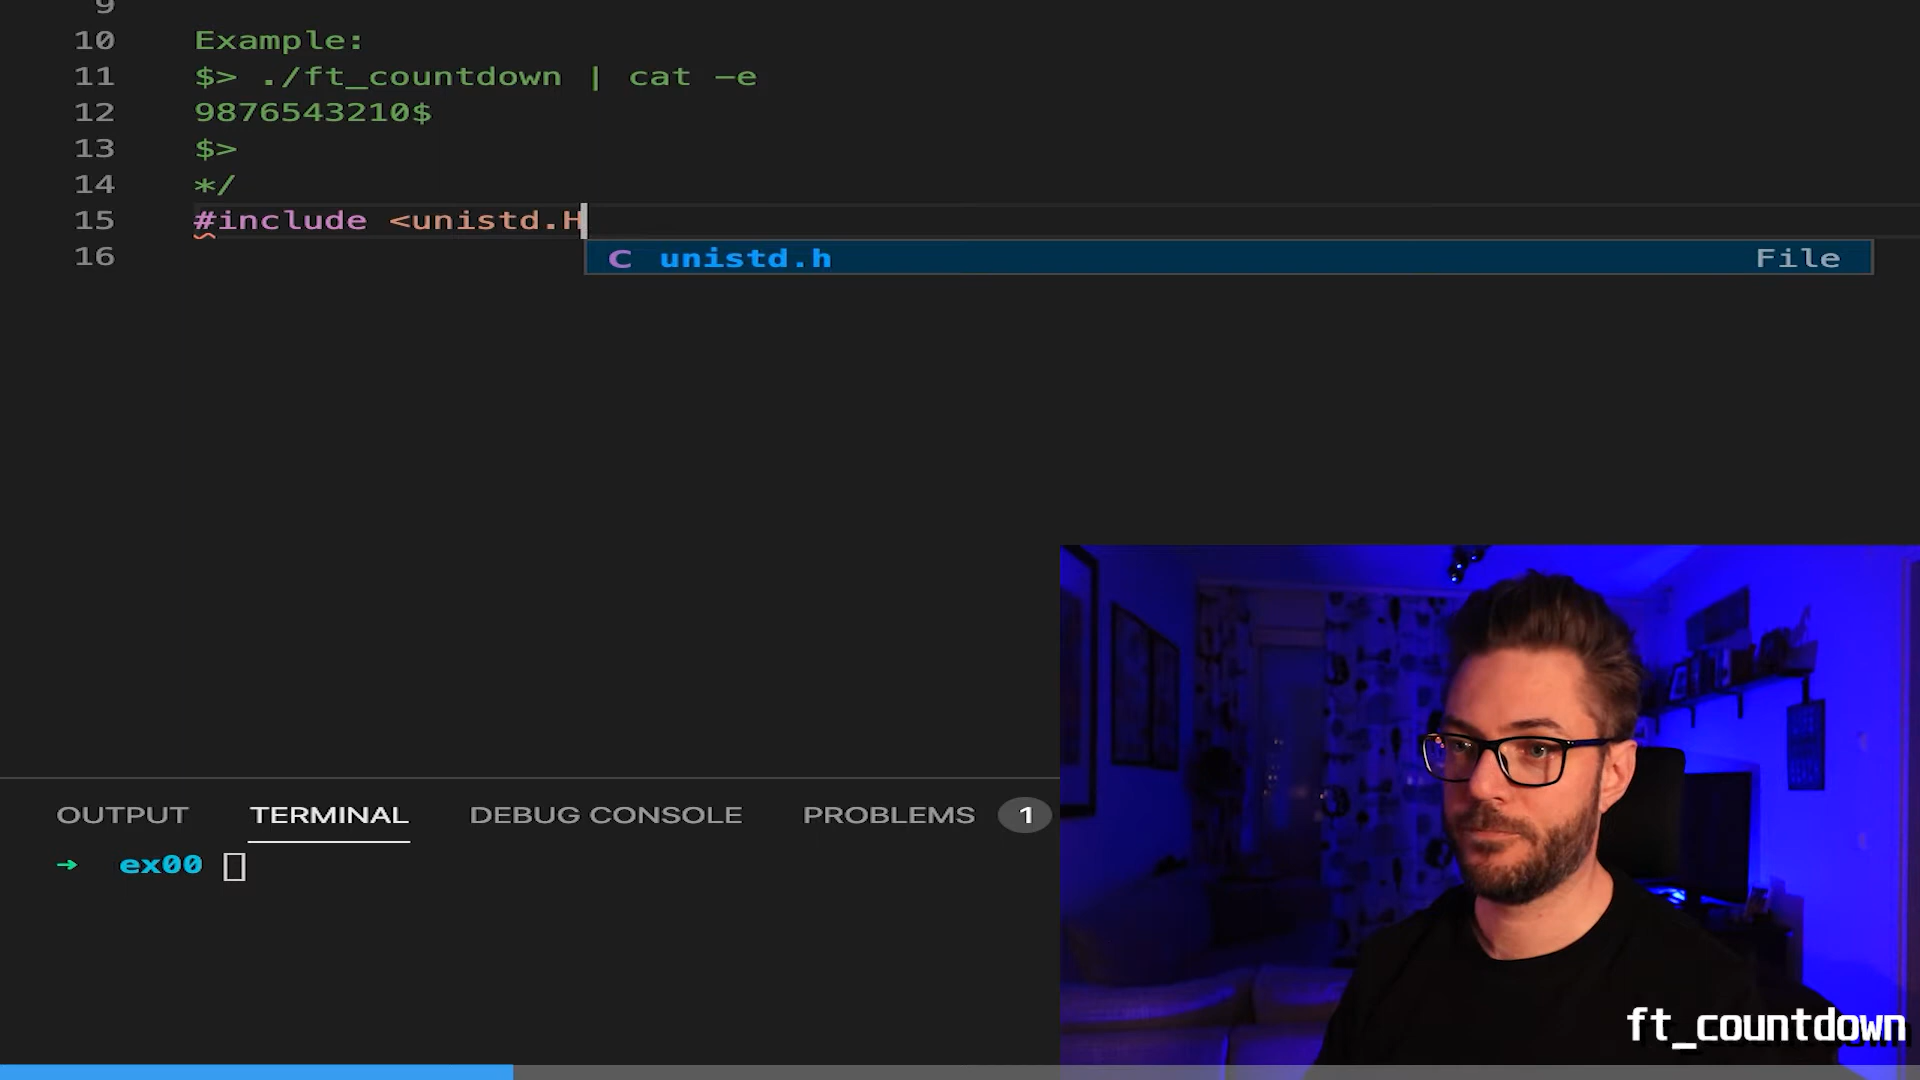 9
10 Example:
11 $> ./ft_countdown | cat -e
12 9876543210$
13 $>
14 */
15 #include <unistd.H
16
C unistd.h File
OUTPUT TERMINAL DEBUG CONSOLE PROBLEMS 1
→ ex00
ft_countdown